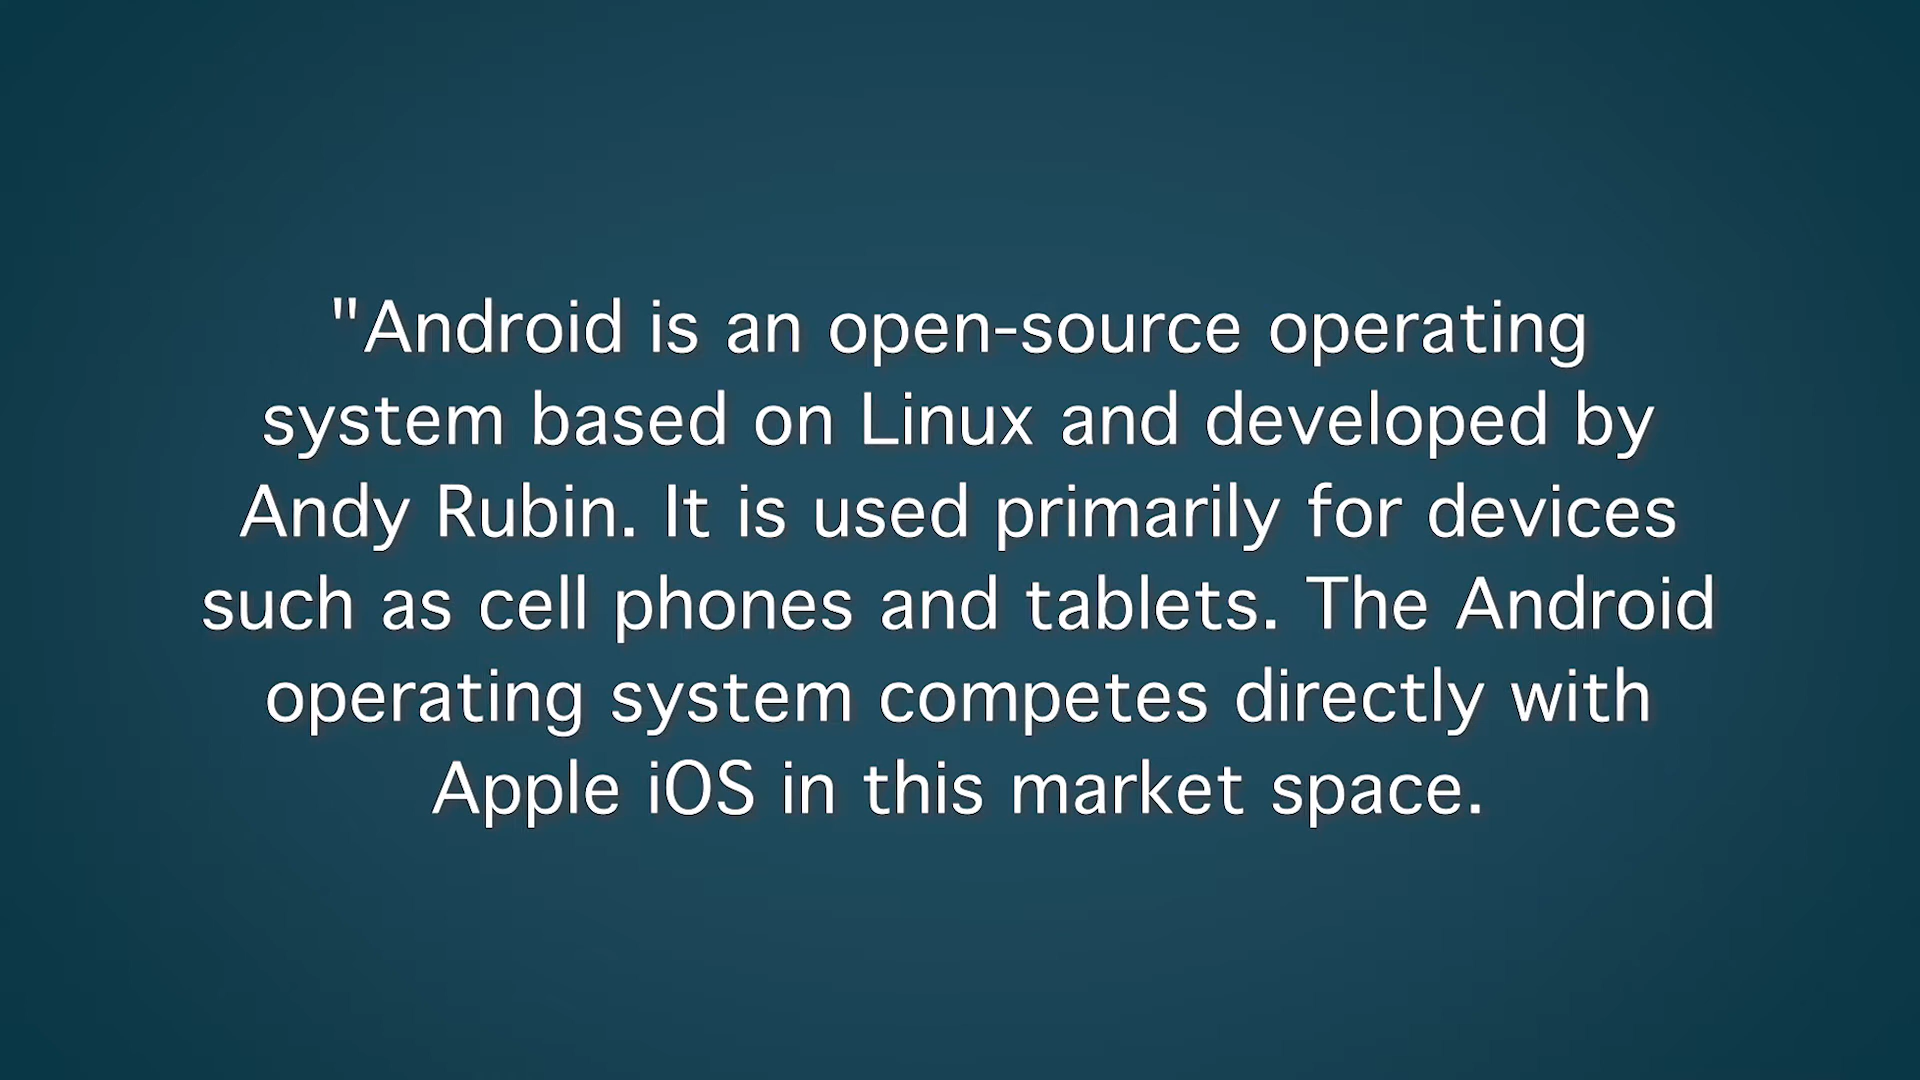 "Android is an open-source operating
system based on Linux and developed by
Andy Rubin. It is used primarily for devices
such as cell phones and tablets. The Android
operating system competes directly with
Apple iOS in this market space.